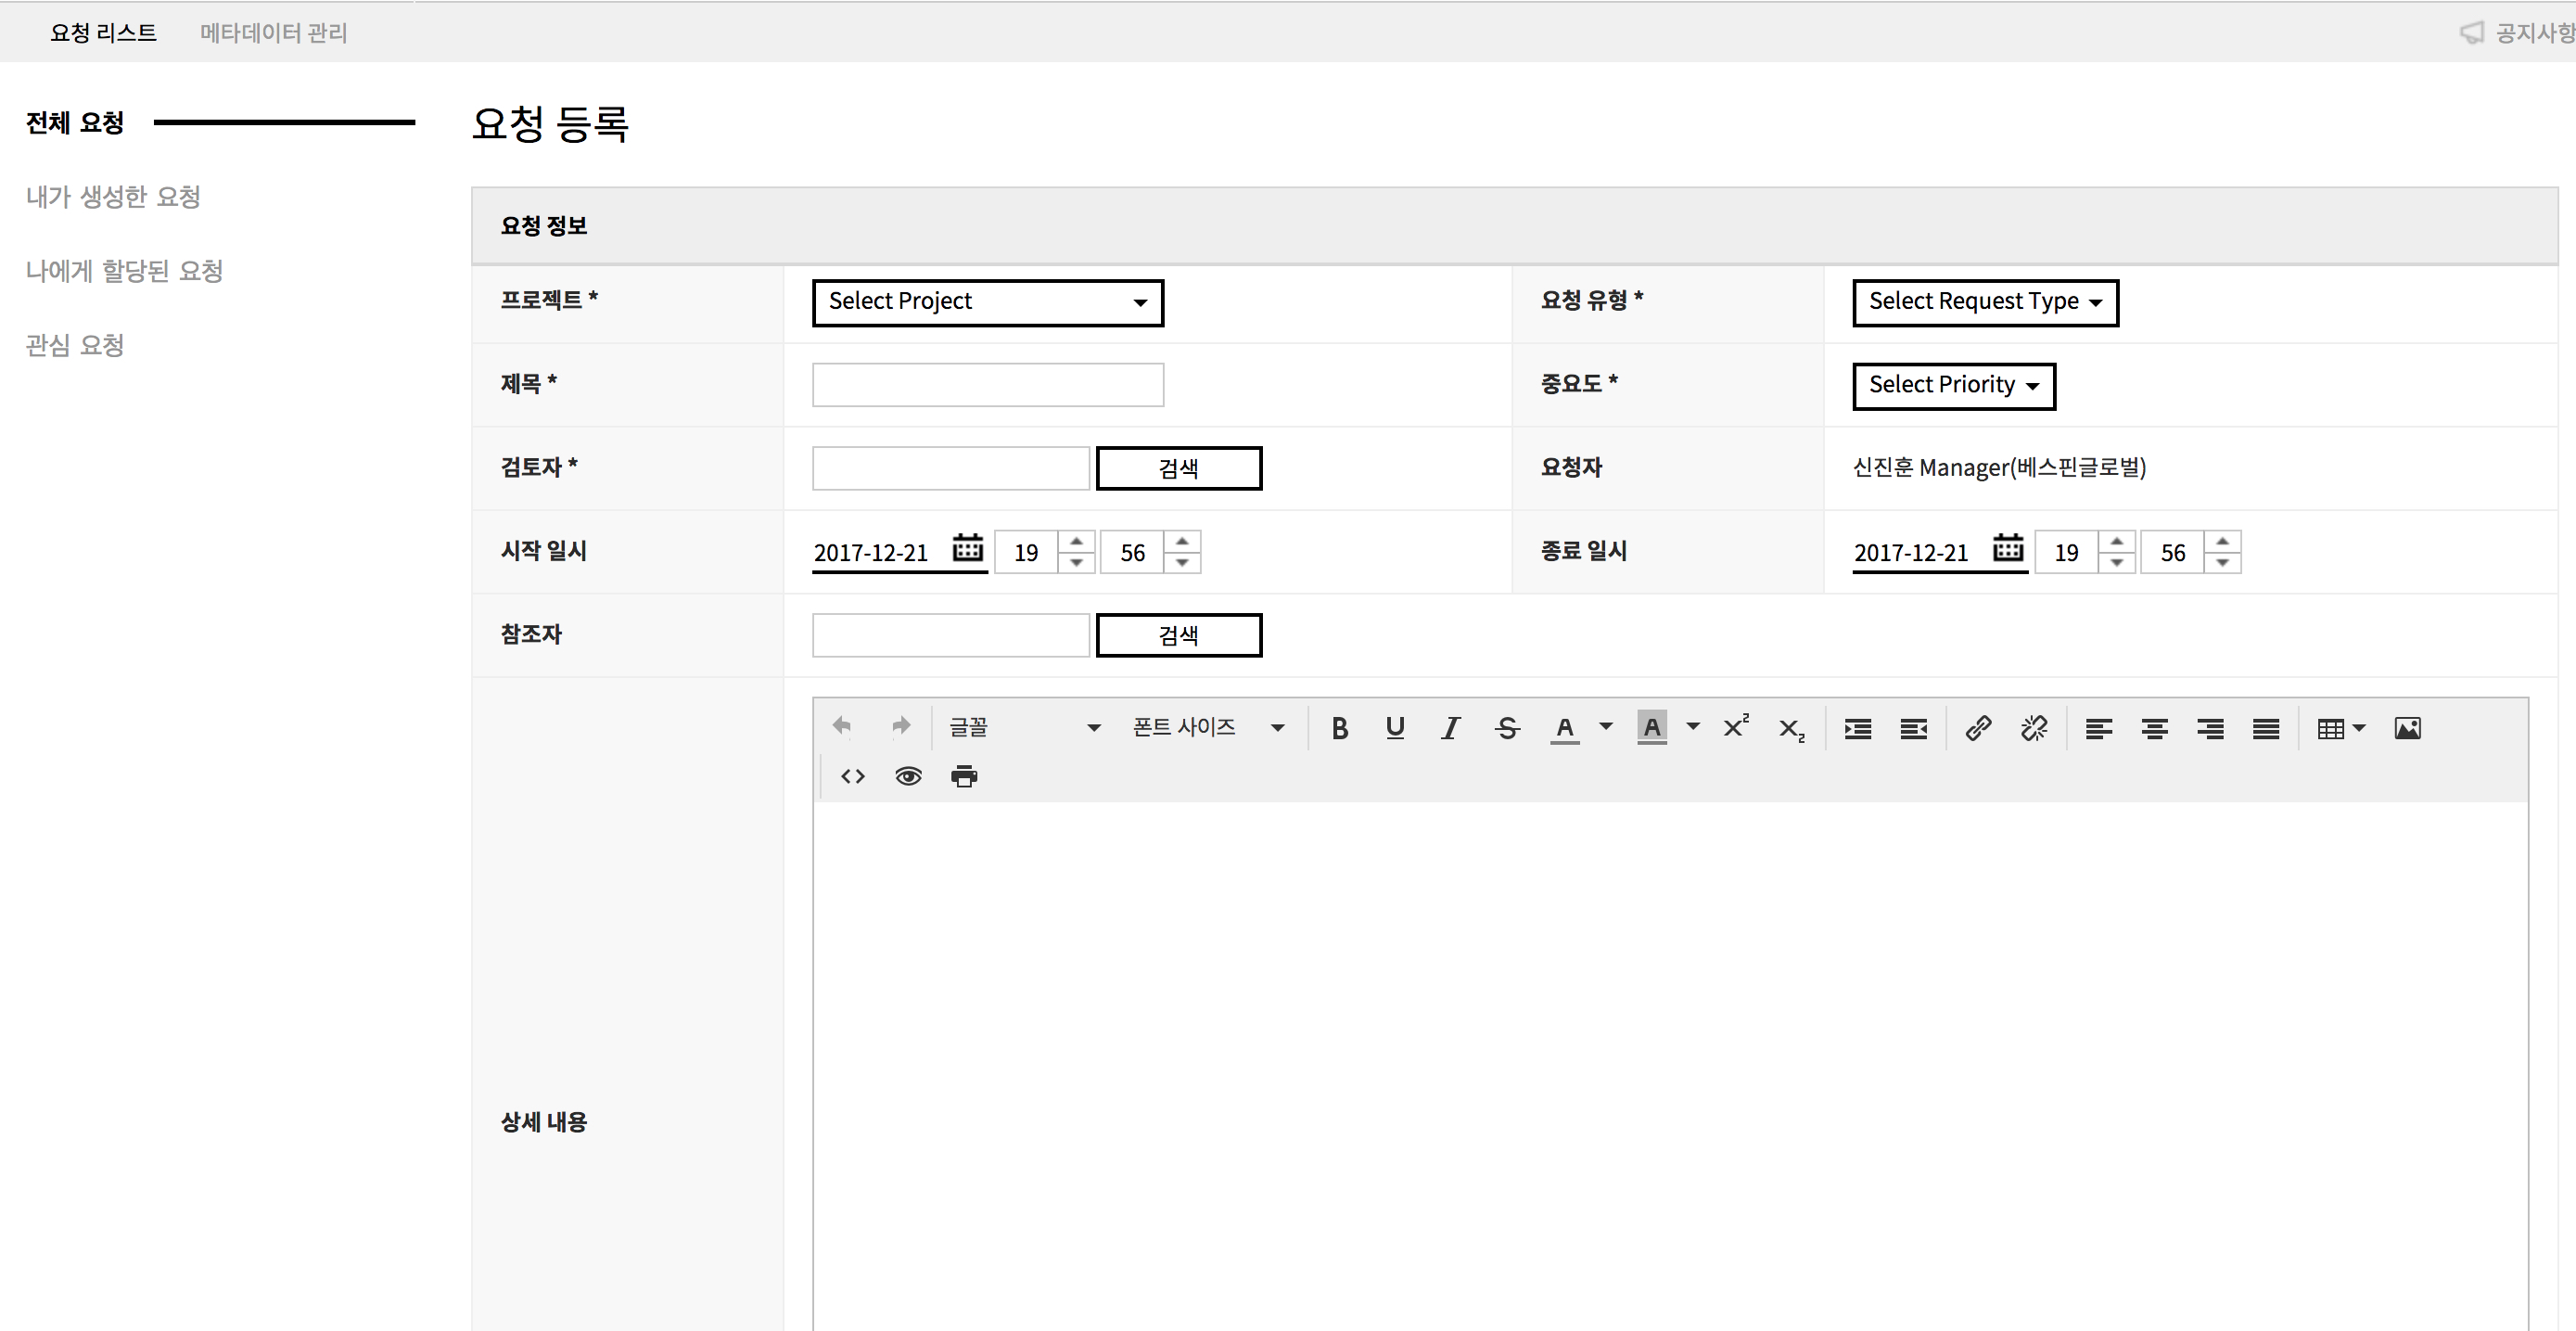 요청 리스트 메타데이터 관리 공지사항
전체 요청
내가 생성한 요청
나에게 할당된 요청
관심 요청
요청 등록
요청 정보
프로젝트 * Select Project 요청 유형 * Select Request Type
제목 * 중요도 * Select Priority
검토자 * 검색 요청자 신진훈 Manager(베스핀글로벌)
시작 일시 2017-12-21 19 56 종료 일시 2017-12-21 19 56
참조자 검색
글꼴 폰트 사이즈 B U I S A A X² X₂
상세 내용